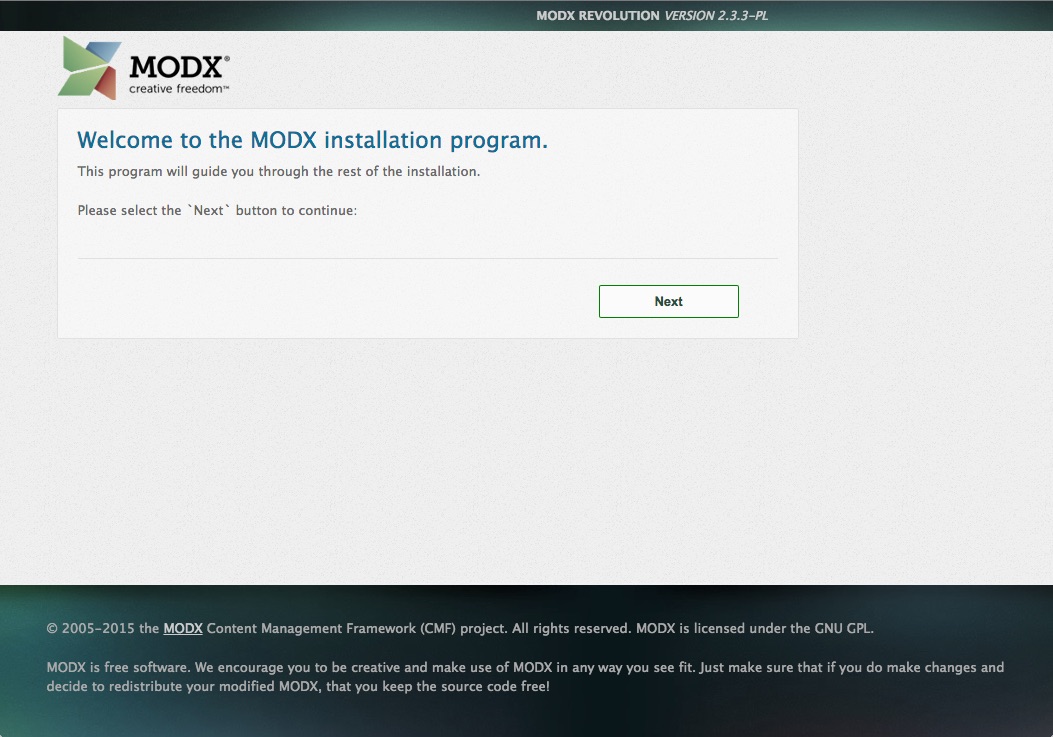 MODX REVOLUTION VERSION 2.3.3-PL
MODX®
creative freedom™
Welcome to the MODX installation program.
This program will guide you through the rest of the installation.
Please select the `Next` button to continue:
Next
© 2005-2015 the MODX Content Management Framework (CMF) project. All rights reserved. MODX is licensed under the GNU GPL.
MODX is free software. We encourage you to be creative and make use of MODX in any way you see fit. Just make sure that if you do make changes and
decide to redistribute your modified MODX, that you keep the source code free!